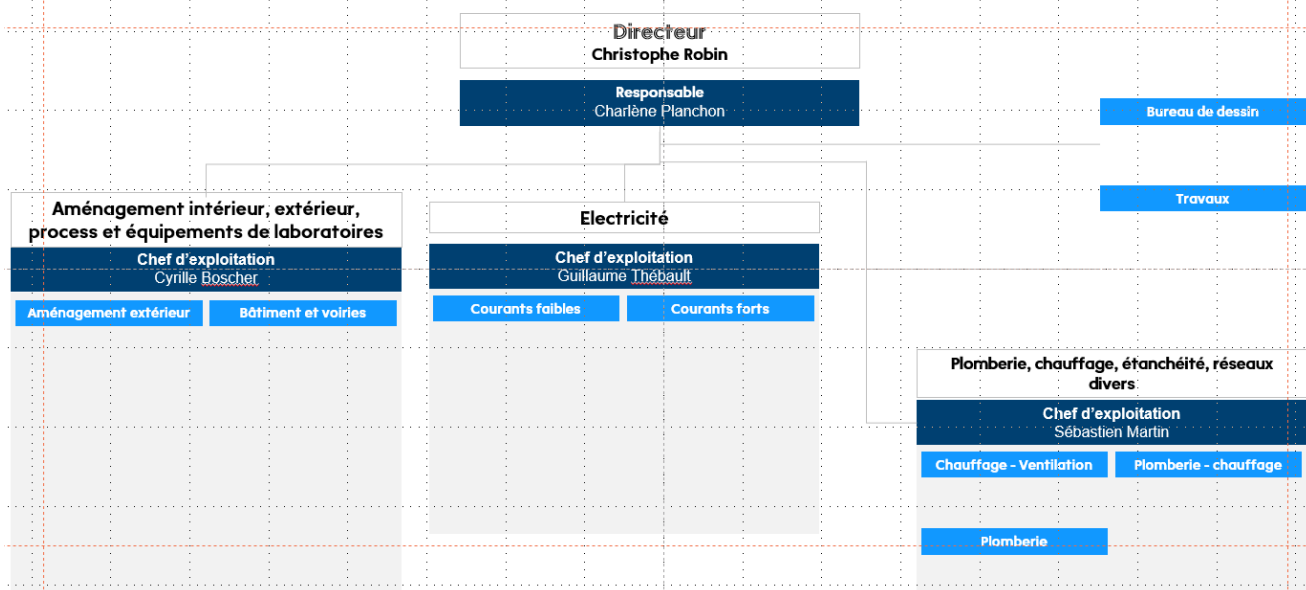 Directeur
Christophe Robin
Responsable
Charlène Planchon
Bureau de dessin
Travaux
Aménagement intérieur, extérieur,
process et équipements de laboratoires
Chef d’exploitation
Cyrille Boscher
Aménagement extérieur
Bâtiment et voiries
Electricité
Chef d’exploitation
Guillaume Thébault
Courants faibles
Courants forts
Plomberie, chauffage, étanchéité, réseaux
divers
Chef d’exploitation
Sébastien Martin
Chauffage - Ventilation
Plomberie - chauffage
Plomberie